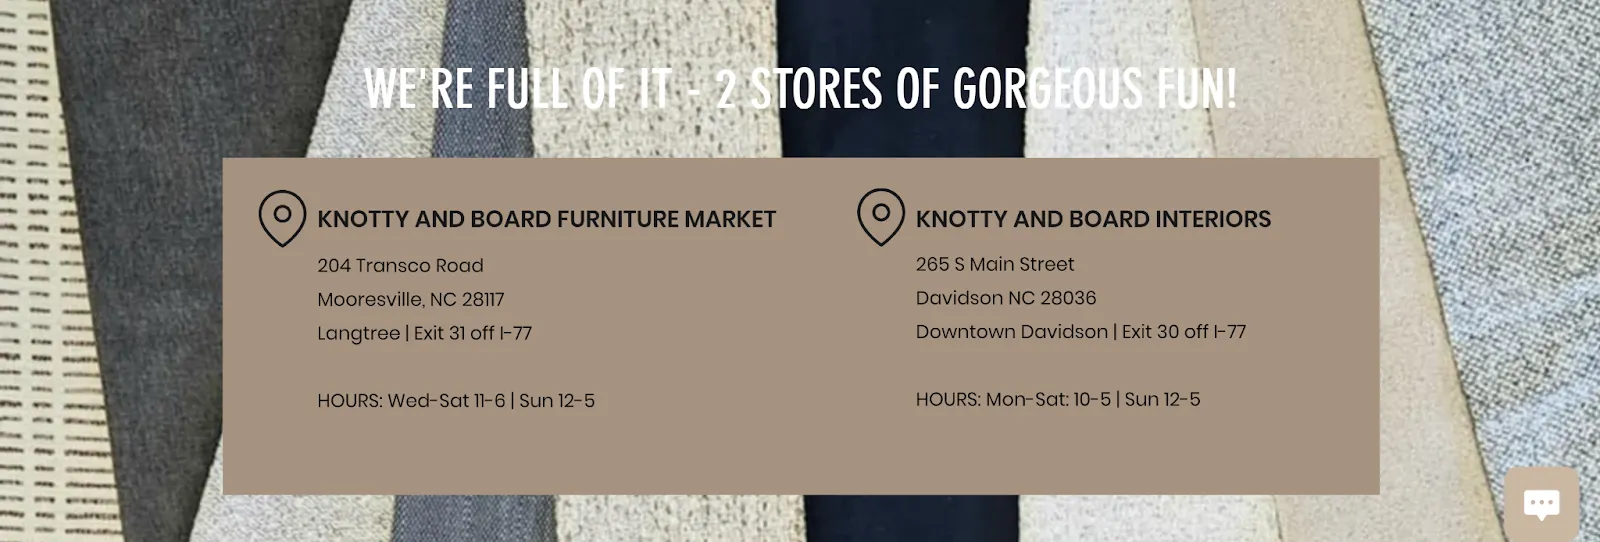 WE'RE FULL OF IT - 2 STORES OF GORGEOUS FUN!
KNOTTY AND BOARD FURNITURE MARKET
204 Transco Road
Mooresville, NC 28117
Langtree | Exit 31 off I-77
HOURS: Wed-Sat 11-6 | Sun 12-5
KNOTTY AND BOARD INTERIORS
265 S Main Street
Davidson NC 28036
Downtown Davidson | Exit 30 off I-77
HOURS: Mon-Sat: 10-5 | Sun 12-5